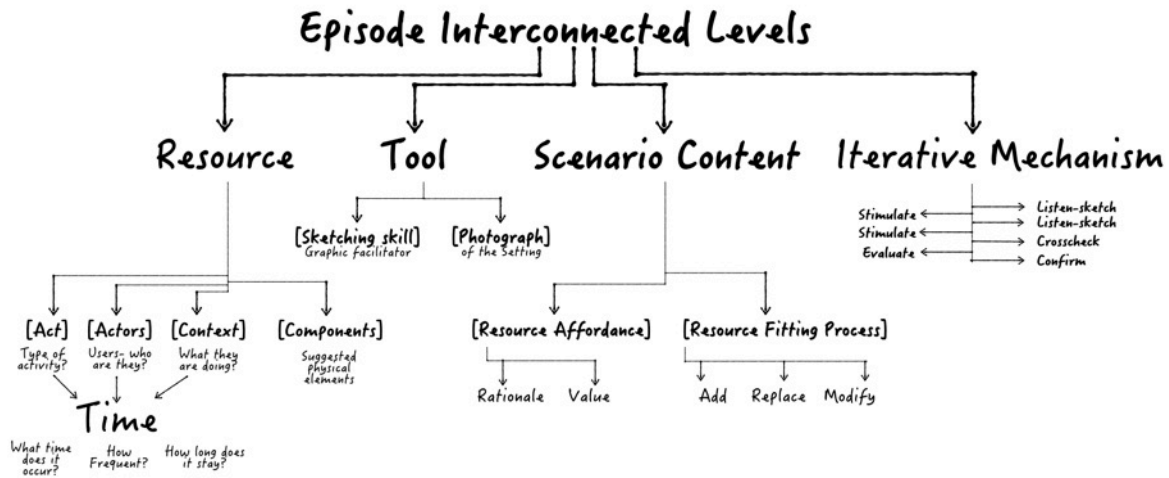 Episode Interconnected Levels
Resource
Tool
Scenario Content
Iterative Mechanism
[Sketching skill]
Graphic facilitator
[Photograph]
of the Setting
Stimulate
Stimulate
Evaluate
Listen-sketch
Listen-sketch
Crosscheck
Confirm
[Act]
Type of
activity?
[Actors]
Users- who
are they?
[Context]
What they
are doing?
[Components]
Suggested
physical
elements
Time
What time
does it
occur?
How
Frequent?
How long does
it stay?
[Resource Affordance]
Rationale
Value
[Resource Fitting Process]
Add
Replace
Modify